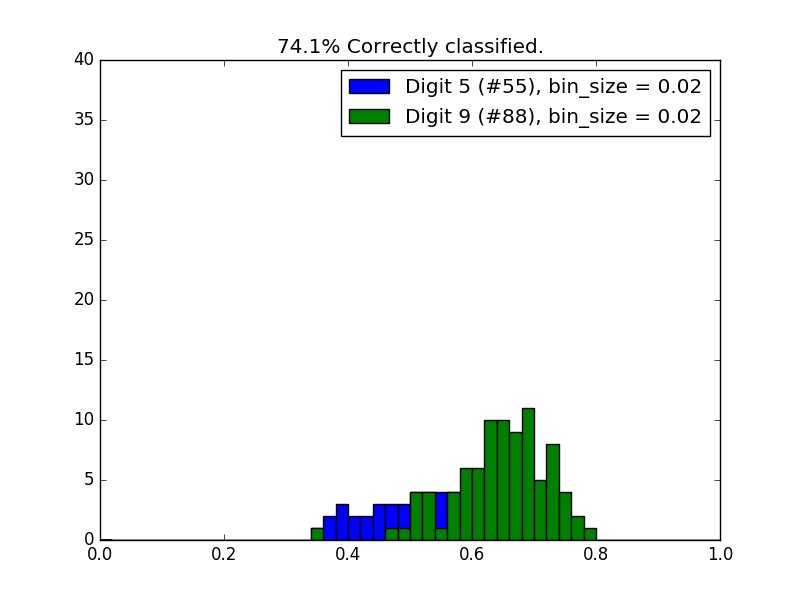 74.1% Correctly classified.
40
Digit 5 (#55), bin_size = 0.02
Digit 9 (#88), bin_size = 0.02
35
30
25
20
15
10
5
0
0.0 0.2 0.4 0.6 0.8 1.0